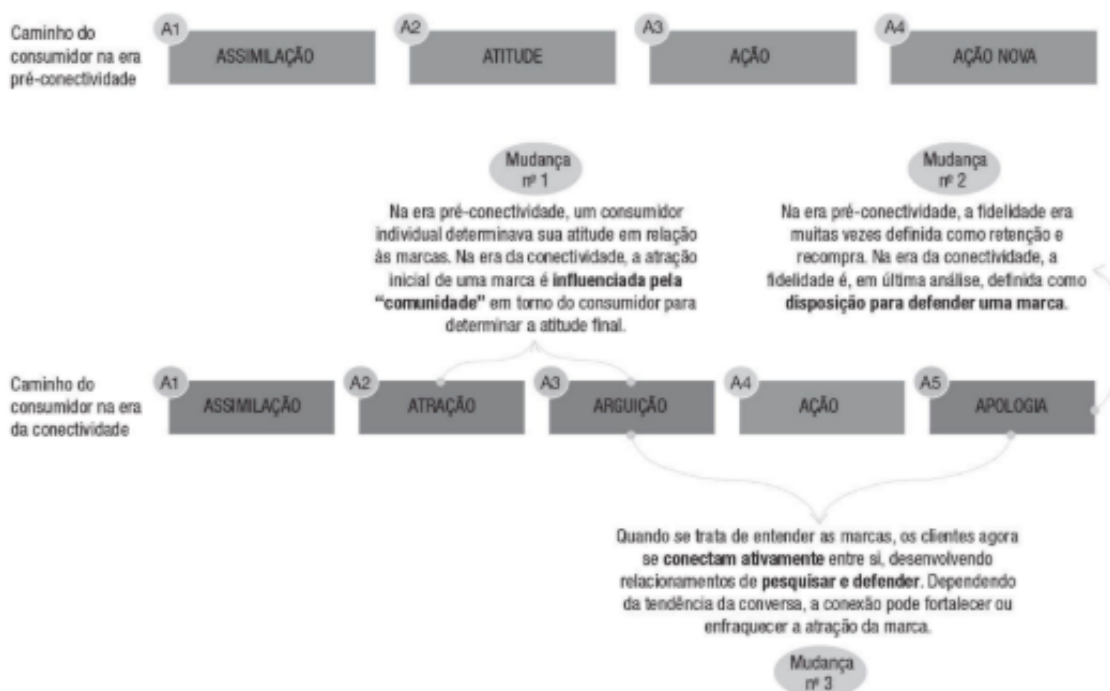 Caminho do
consumidor na era
pré-conectividade
A1
ASSIMILAÇÃO
A2
ATITUDE
A3
AÇÃO
A4
AÇÃO NOVA
Mudança
nº 1
Na era pré-conectividade, um consumidor
individual determinava sua atitude em relação
às marcas. Na era da conectividade, a atração
inicial de uma marca é influenciada pela
“comunidade” em torno do consumidor para
determinar a atitude final.
Mudança
nº 2
Na era pré-conectividade, a fidelidade era
muitas vezes definida como retenção e
recompra. Na era da conectividade, a
fidelidade é, em última análise, definida como
disposição para defender uma marca.
Caminho do
consumidor na era
da conectividade
A1
ASSIMILAÇÃO
A2
ATRAÇÃO
A3
ARGUIÇÃO
A4
AÇÃO
A5
APOLOGIA
Quando se trata de entender as marcas, os clientes agora
se conectam ativamente entre si, desenvolvendo
relacionamentos de pesquisar e defender. Dependendo
da tendência da conversa, a conexão pode fortalecer ou
enfraquecer a atração da marca.
Mudança
nº 3